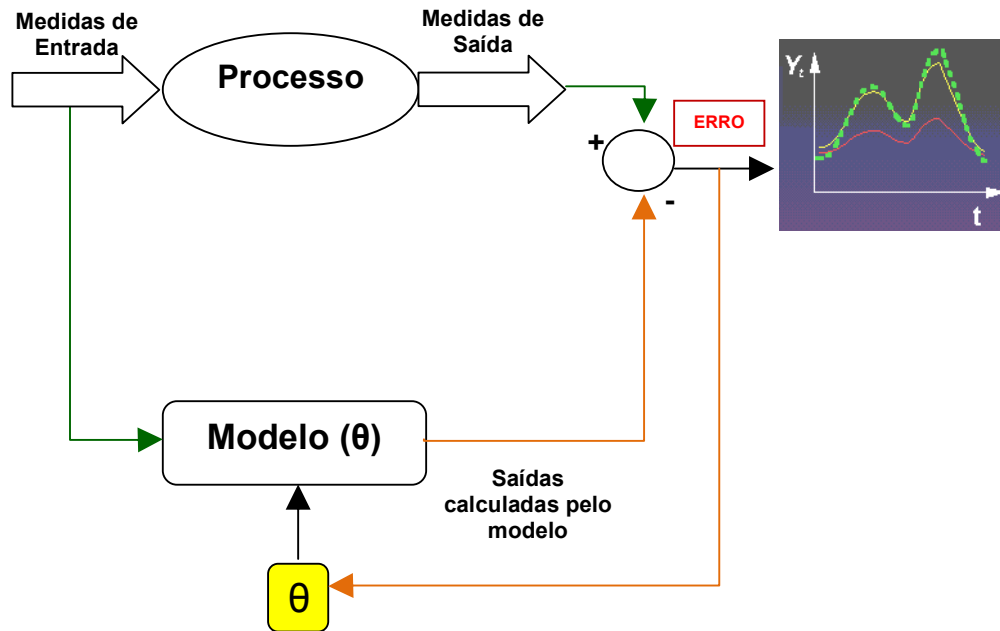 Medidas de
Entrada
Processo
Medidas de
Saída
+
ERRO
-
Yt
t
Modelo (θ)
Saídas
calculadas pelo
modelo
θ